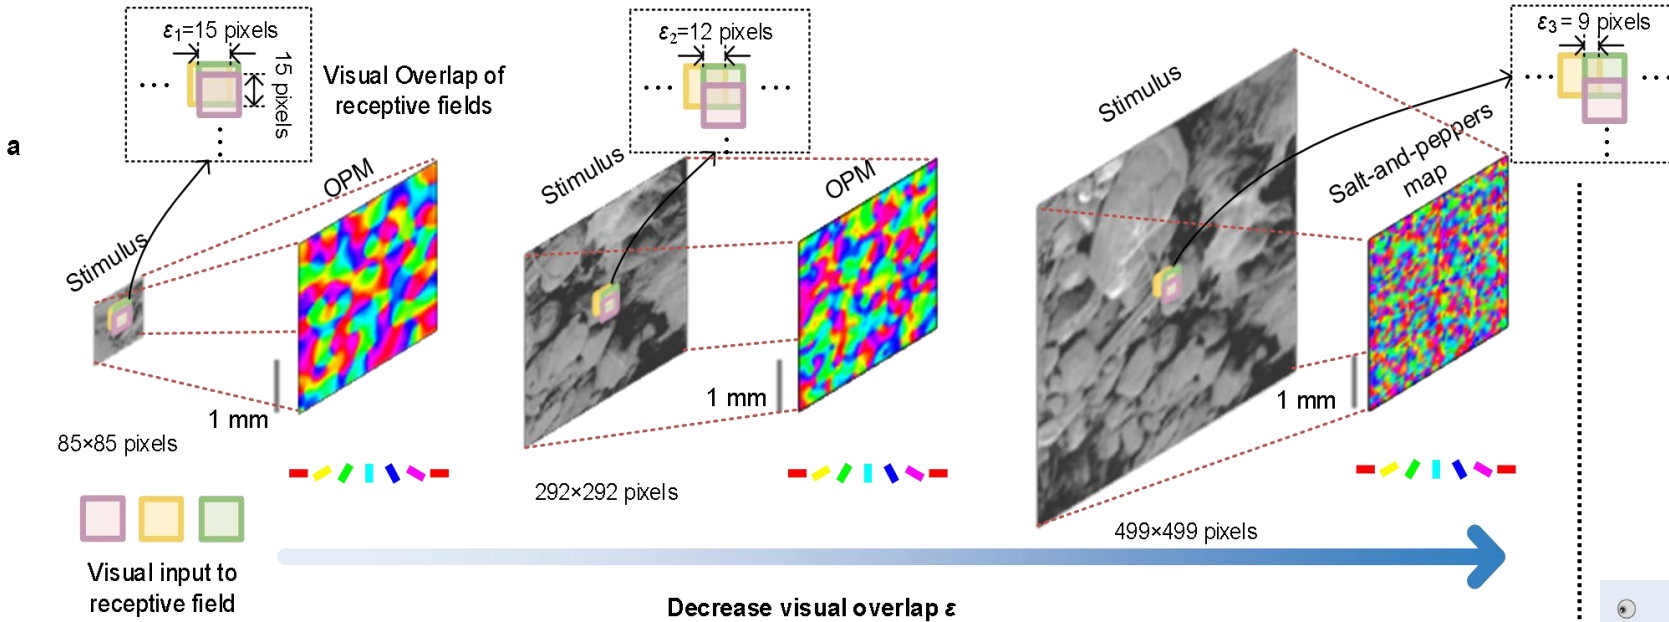 a
ε₁=15 pixels
15 pixels
Visual Overlap of
receptive fields
Stimulus
OPM
1 mm
85×85 pixels
ε₂=12 pixels
Stimulus
OPM
1 mm
292×292 pixels
ε₃= 9 pixels
Stimulus
Salt-and-peppers
map
1 mm
499×499 pixels
Visual input to
receptive field
Decrease visual overlap ε